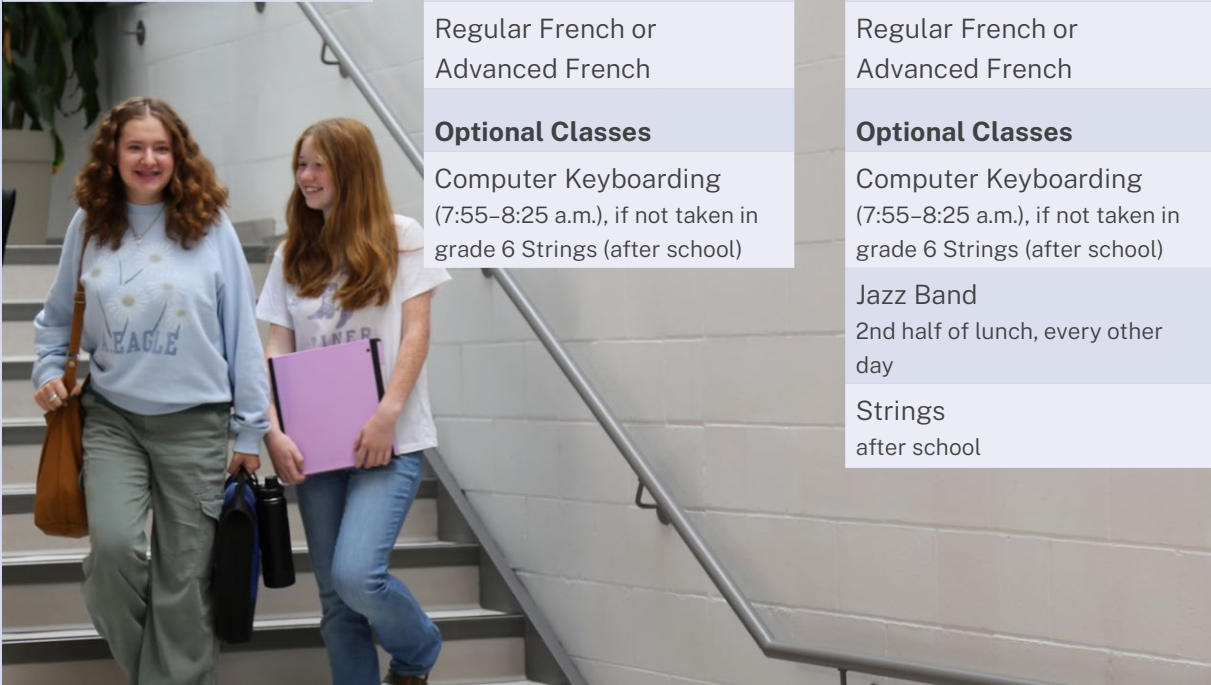 Regular French or
Advanced French
Optional Classes
Computer Keyboarding
(7:55–8:25 a.m.), if not taken in
grade 6 Strings (after school)
Regular French or
Advanced French
Optional Classes
Computer Keyboarding
(7:55–8:25 a.m.), if not taken in
grade 6 Strings (after school)
Jazz Band
2nd half of lunch, every other
day
Strings
after school
EAGLE